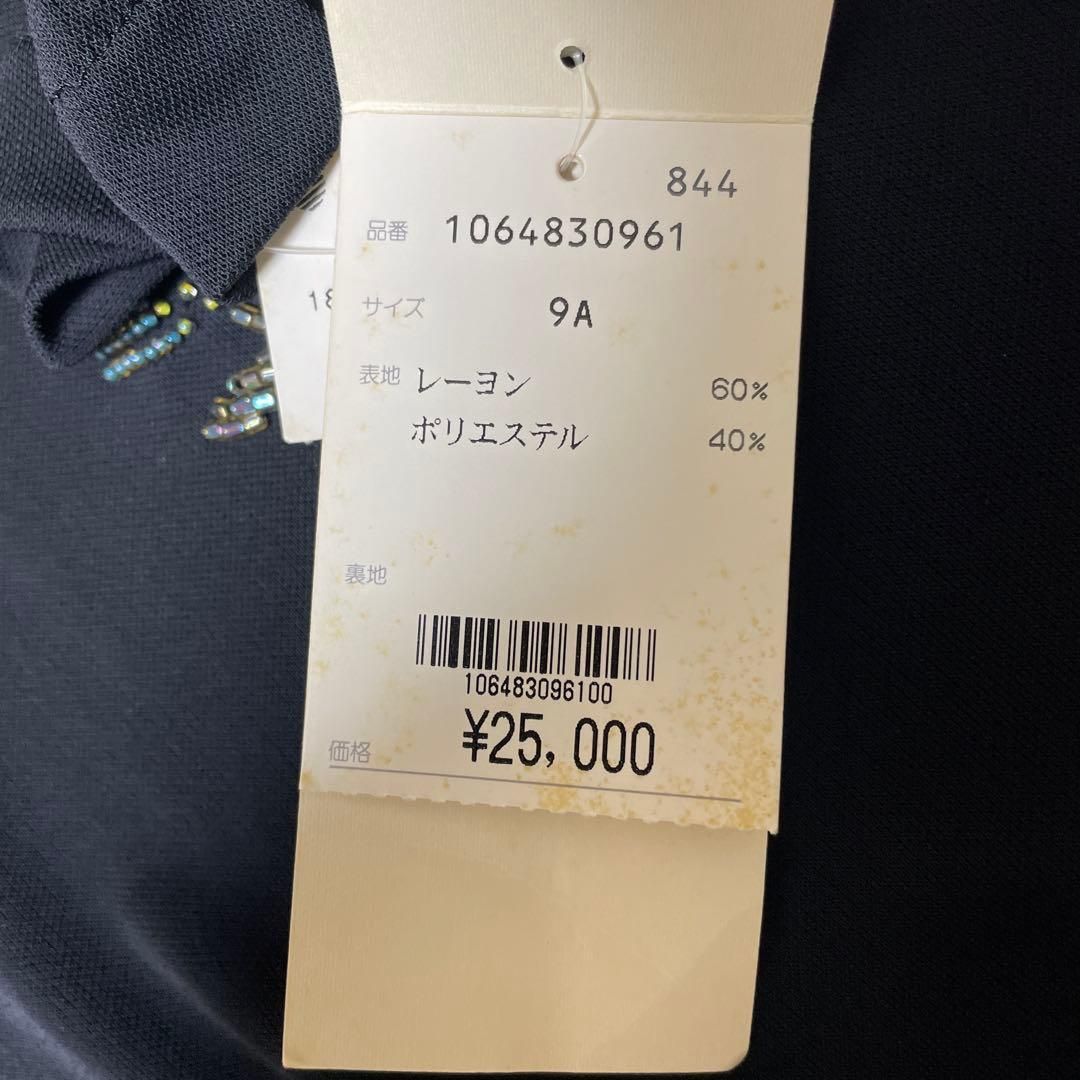 844
品番 1064830961
18
サイズ 9A
表地 レーヨン 60%
ポリエステル 40%
裏地
106483096100
¥25,000
価格